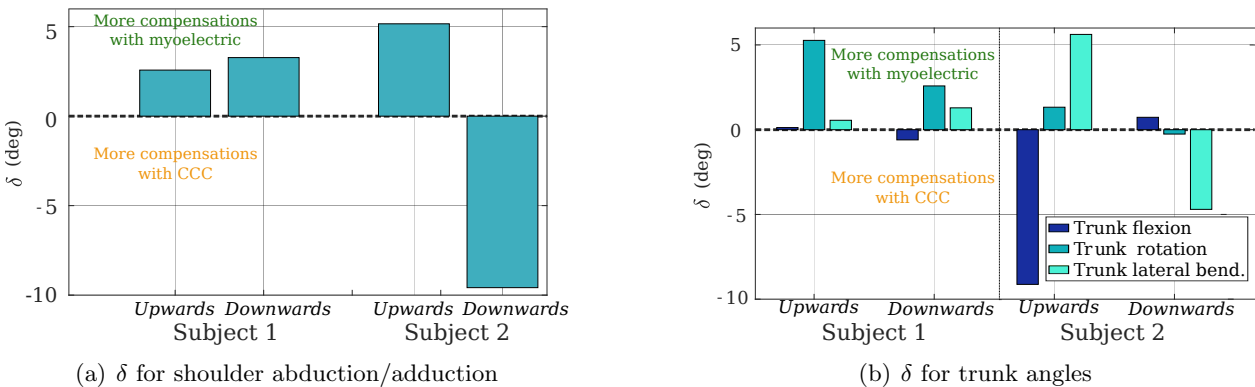 5
0
-5
-10
δ (deg)
More compensations
with myoelectric
More compensations
with CCC
Upwards Downwards Upwards Downwards
Subject 1 Subject 2
(a) δ for shoulder abduction/adduction
5
0
-5
-10
δ (deg)
More compensations
with myoelectric
More compensations
with CCC
Trunk flexion
Trunk rotation
Trunk lateral bend.
Upwards Downwards Upwards Downwards
Subject 1 Subject 2
(b) δ for trunk angles